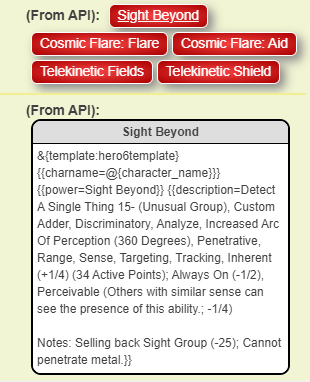 (From API): Sight Beyond
Cosmic Flare: Flare Cosmic Flare: Aid
Telekinetic Fields Telekinetic Shield
(From API):
Sight Beyond
&{template:hero6template}
{{charname=@{character_name}}}
{{power=Sight Beyond}} {{description=Detect
A Single Thing 15- (Unusual Group), Custom
Adder, Discriminatory, Analyze, Increased Arc
Of Perception (360 Degrees), Penetrative,
Range, Sense, Targeting, Tracking, Inherent
(+1/4) (34 Active Points); Always On (-1/2),
Perceivable (Others with similar sense can
see the presence of this ability.; -1/4)
Notes: Selling back Sight Group (-25); Cannot
penetrate metal.}}